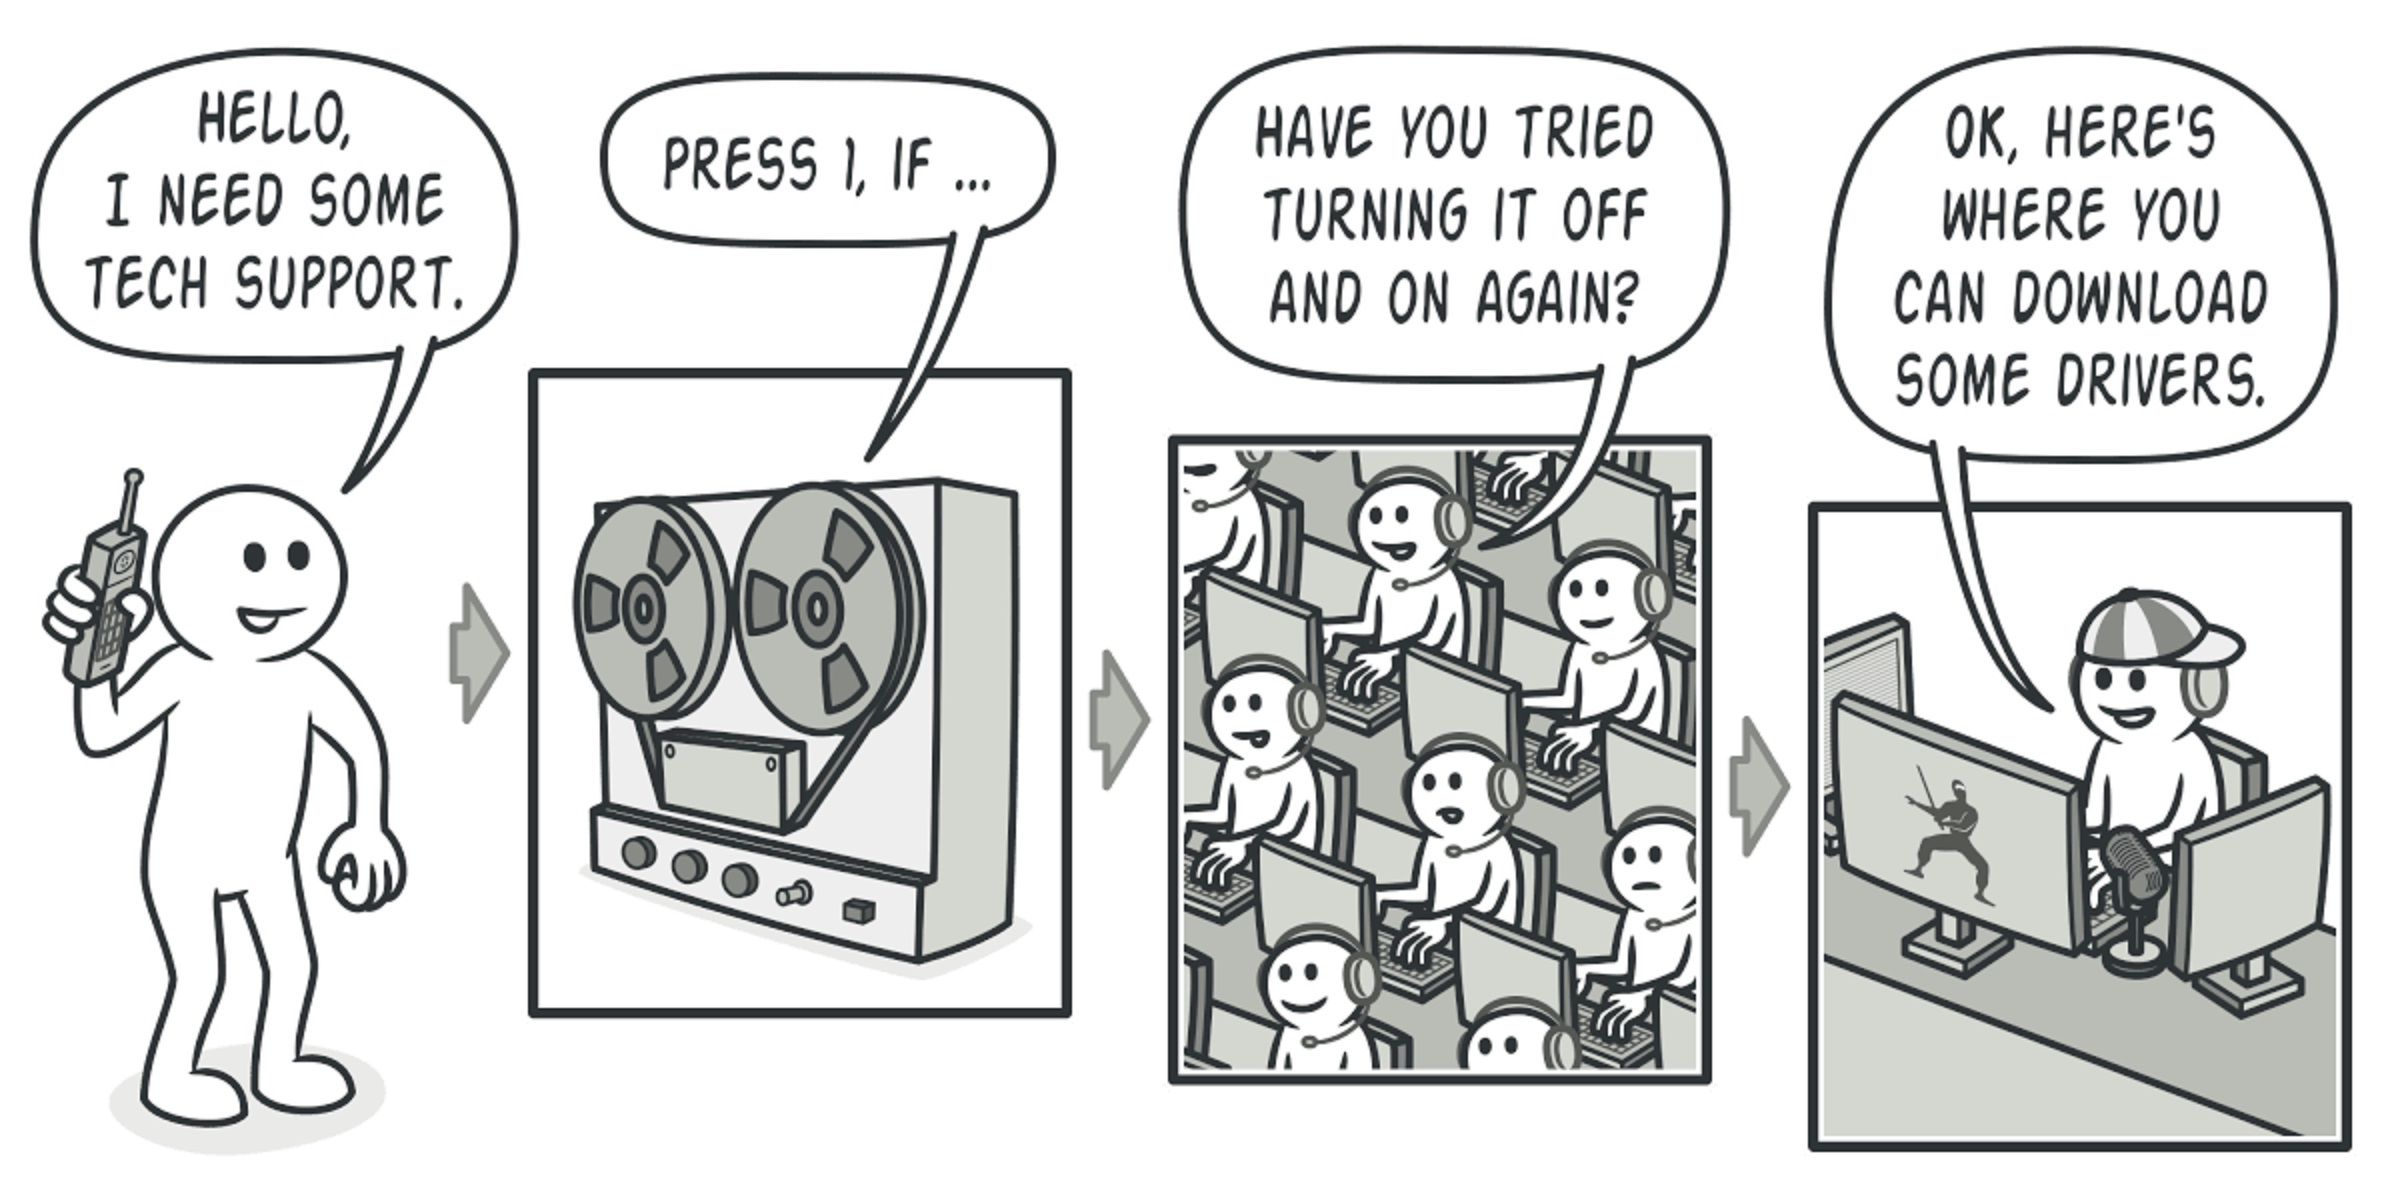 HELLO,
I NEED SOME
TECH SUPPORT.
PRESS 1, IF ...
HAVE YOU TRIED
TURNING IT OFF
AND ON AGAIN?
OK, HERE'S
WHERE YOU
CAN DOWNLOAD
SOME DRIVERS.